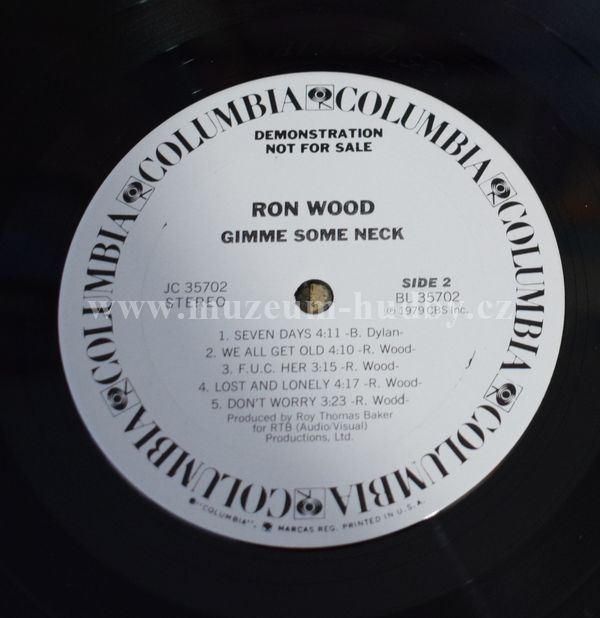 COLUMBIA COLUMBIA COLUMBIA COLUMBIA COLUMBIA COLUMBIA COLUMBIA COLUMBIA
DEMONSTRATION
NOT FOR SALE
RON WOOD
GIMME SOME NECK
JC 35702
STEREO
SIDE 2
BL 35702
℗ 1979 CBS Inc.
www.muzeum-hudby.cz
1. SEVEN DAYS 4:11 -B. Dylan-
2. WE ALL GET OLD 4:10 -R. Wood-
3. F.U.C. HER 3:15 -R. Wood-
4. LOST AND LONELY 4:17 -R. Wood-
5. DON'T WORRY 3:23 -R. Wood-
Produced by Roy Thomas Baker
for RTB (Audio/Visual)
Productions, Ltd.
"COLUMBIA", MARCAS REG. PRINTED IN U.S.A.